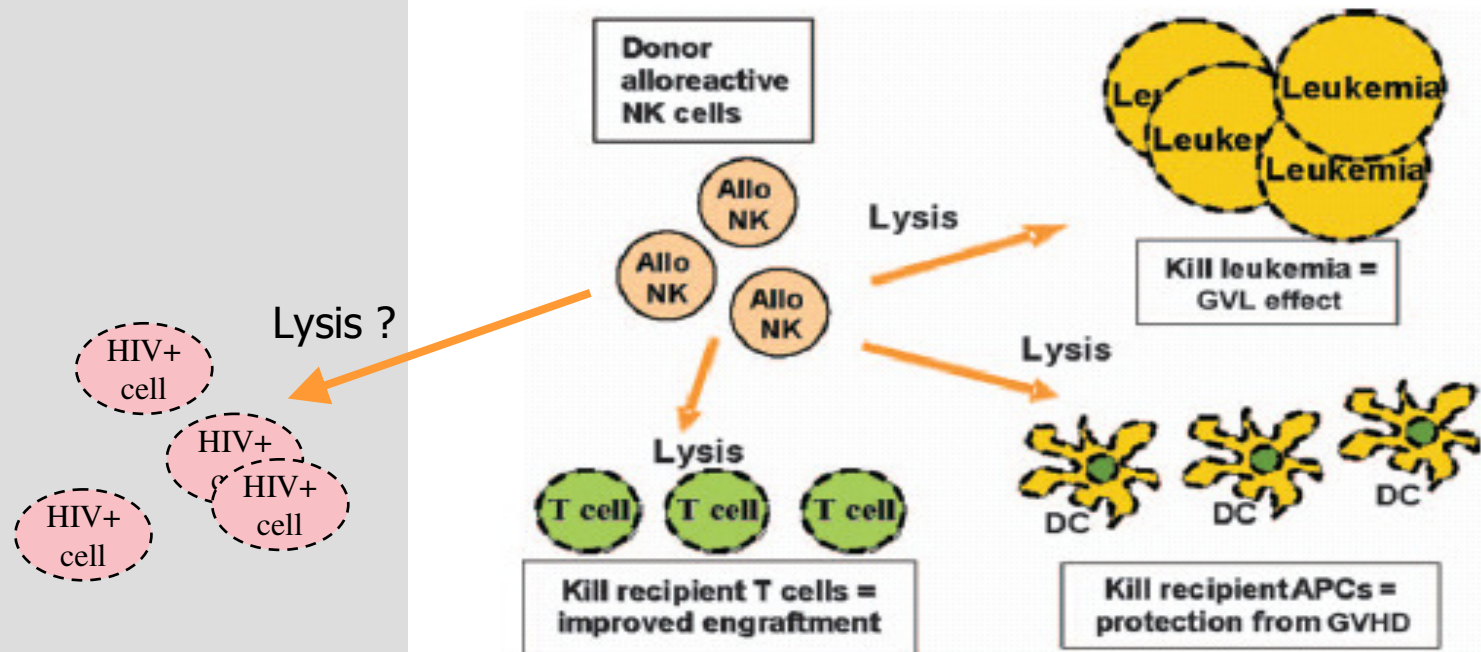 Donor
alloreactive
NK cells
Allo
NK
Allo
NK
Allo
NK
Lysis
Leukemia
Leuker
Leukemia
Kill leukemia =
GVL effect
Lysis ?
HIV+
cell
HIV+
HIV+
cell
HIV+
cell
Lysis
T cell
T cell
T cell
Kill recipient T cells =
improved engraftment
Lysis
DC
DC
DC
Kill recipient APCs =
protection from GVHD